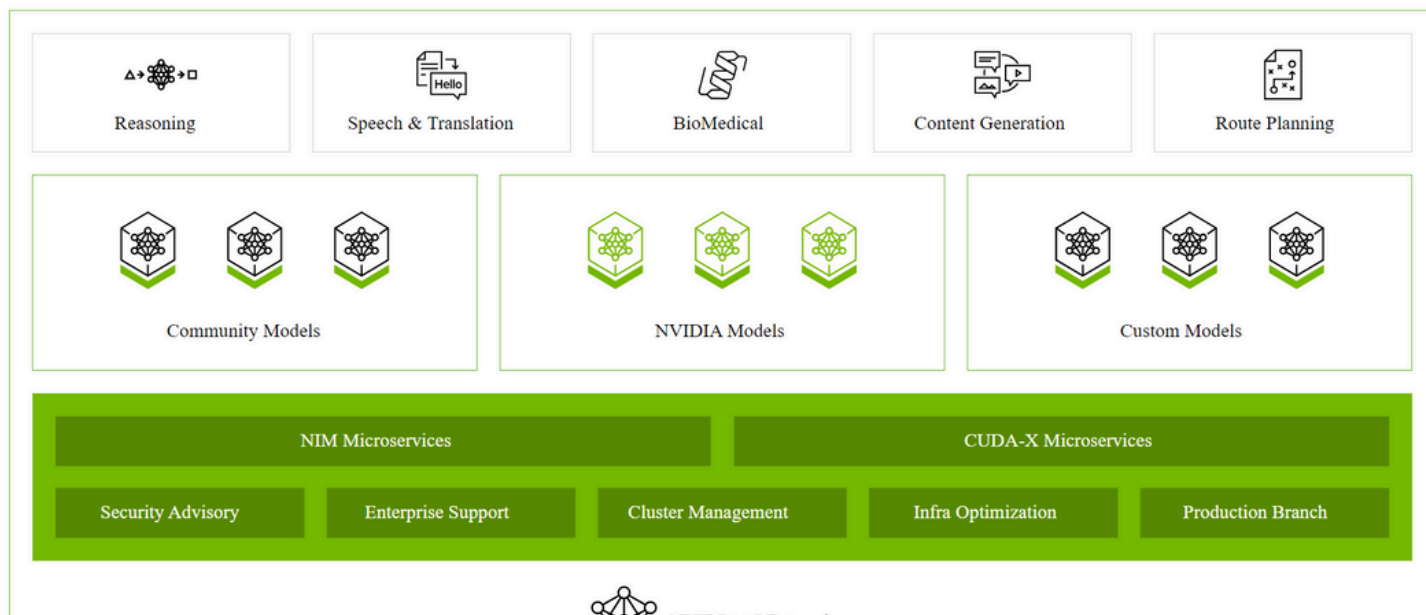 Hello
Reasoning
Speech & Translation
BioMedical
Content Generation
Route Planning
Community Models
NVIDIA Models
Custom Models
NIM Microservices
CUDA-X Microservices
Security Advisory
Enterprise Support
Cluster Management
Infra Optimization
Production Branch